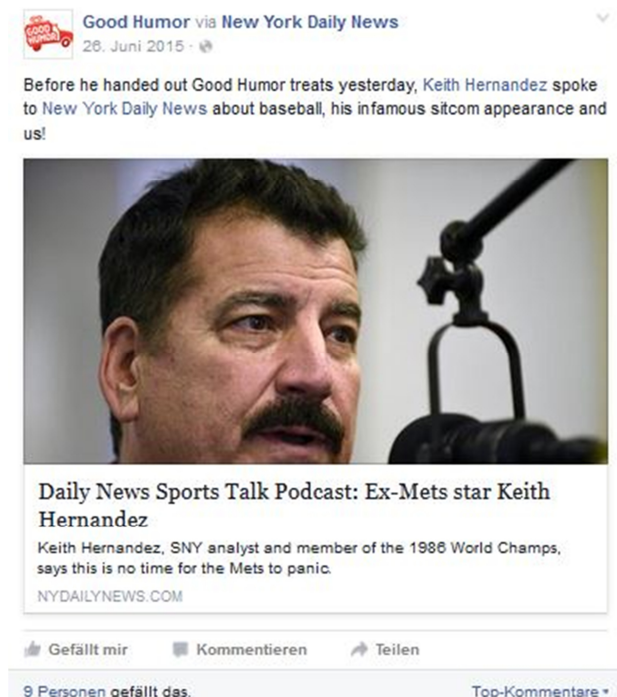 GOOD HUMOR
Good Humor via New York Daily News
26. Juni 2015 ·
Before he handed out Good Humor treats yesterday, Keith Hernandez spoke
to New York Daily News about baseball, his infamous sitcom appearance and
us!
Daily News Sports Talk Podcast: Ex-Mets star Keith
Hernandez
Keith Hernandez, SNY analyst and member of the 1986 World Champs,
says this is no time for the Mets to panic.
NYDAILYNEWS.COM
Gefällt mir Kommentieren Teilen
9 Personen gefällt das. Top-Kommentare